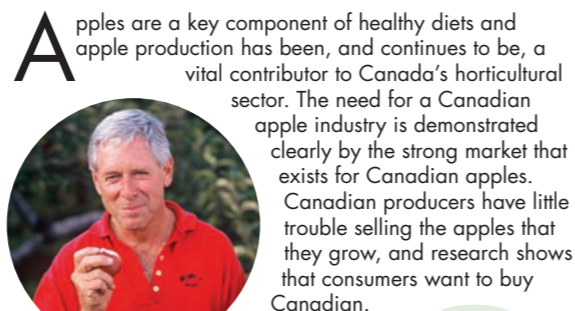 Apples are a key component of healthy diets and
apple production has been, and continues to be, a
vital contributor to Canada's horticultural
sector. The need for a Canadian
apple industry is demonstrated
clearly by the strong market that
exists for Canadian apples.
Canadian producers have little
trouble selling the apples that
they grow, and research shows
that consumers want to buy
Canadian.